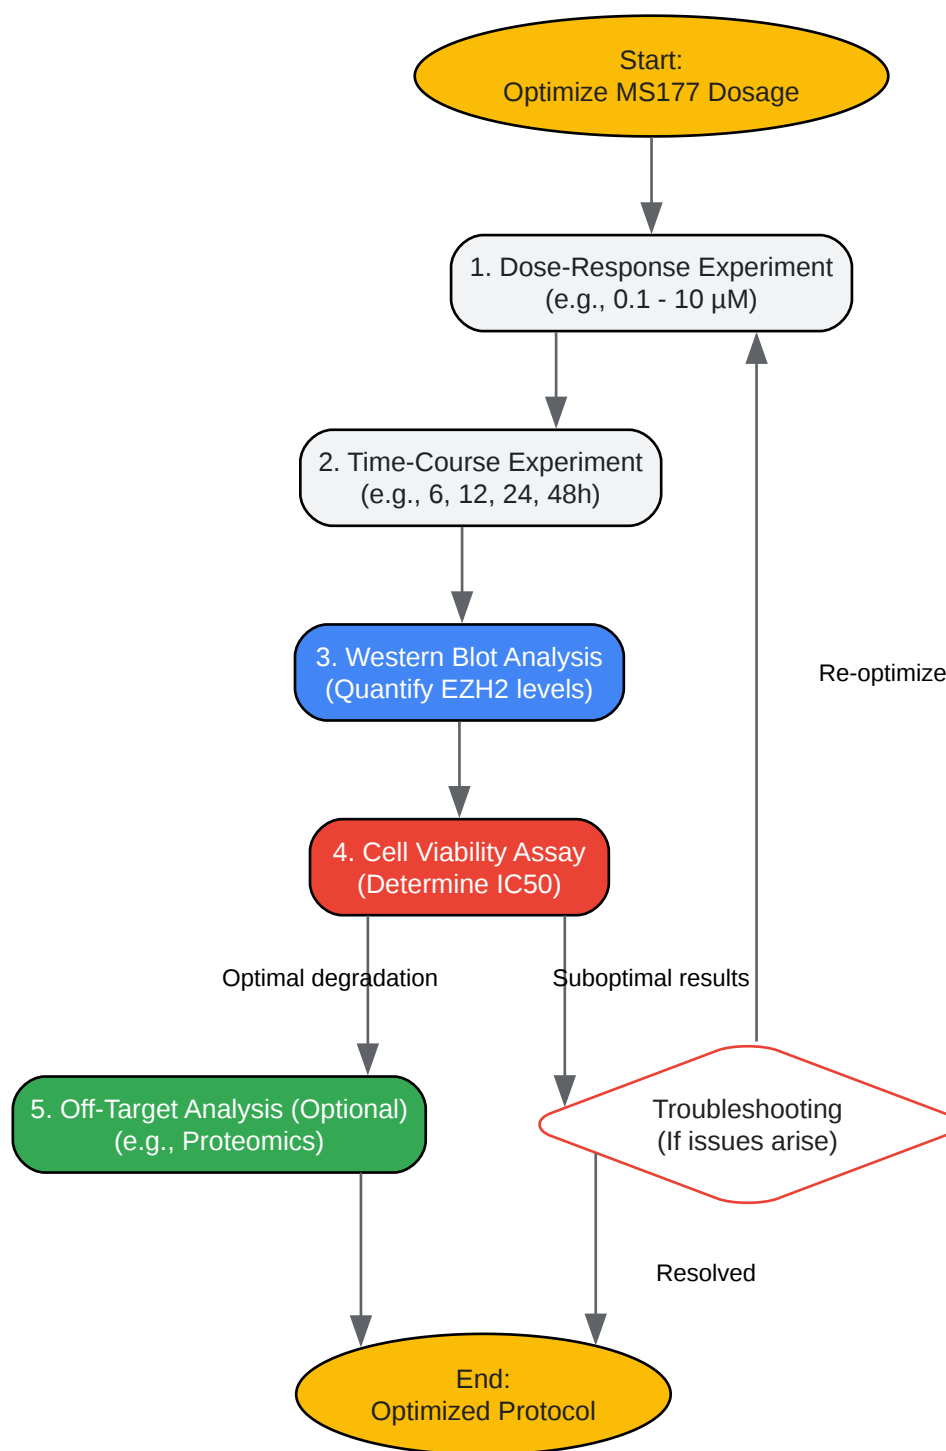 Start:
Optimize MS177 Dosage
1. Dose-Response Experiment
(e.g., 0.1 - 10 µM)
2. Time-Course Experiment
(e.g., 6, 12, 24, 48h)
3. Western Blot Analysis
(Quantify EZH2 levels)
Re-optimize
4. Cell Viability Assay
(Determine IC50)
Optimal degradation
Suboptimal results
5. Off-Target Analysis (Optional)
(e.g., Proteomics)
Troubleshooting
(If issues arise)
Resolved
End:
Optimized Protocol